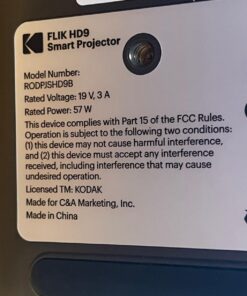 FLIK HD9
Smart Projector
Model Number:
RODPJSHD9B
Rated Voltage: 19 V, 3 A
Rated Power: 57 W
This device complies with Part 15 of the FCC Rules.
Operation is subject to the following two conditions:
(1) this device may not cause harmful interference,
and (2) this device must accept any interference
received, including interference that may cause
undesired operation.
Licensed TM: KODAK
Made for C&A Marketing, Inc.
Made in China